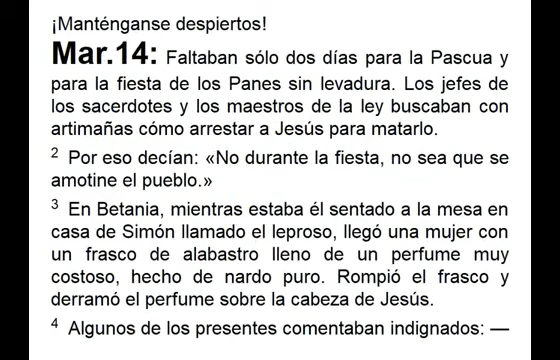 ¡Manténganse despiertos!
Mar.14: Faltaban sólo dos días para la Pascua y
para la fiesta de los Panes sin levadura. Los jefes de
los sacerdotes y los maestros de la ley buscaban con
artimañas cómo arrestar a Jesús para matarlo.
2 Por eso decían: «No durante la fiesta, no sea que se
amotine el pueblo.»
3 En Betania, mientras estaba él sentado a la mesa en
casa de Simón llamado el leproso, llegó una mujer con
un frasco de alabastro lleno de un perfume muy
costoso, hecho de nardo puro. Rompió el frasco y
derramó el perfume sobre la cabeza de Jesús.
4 Algunos de los presentes comentaban indignados: —